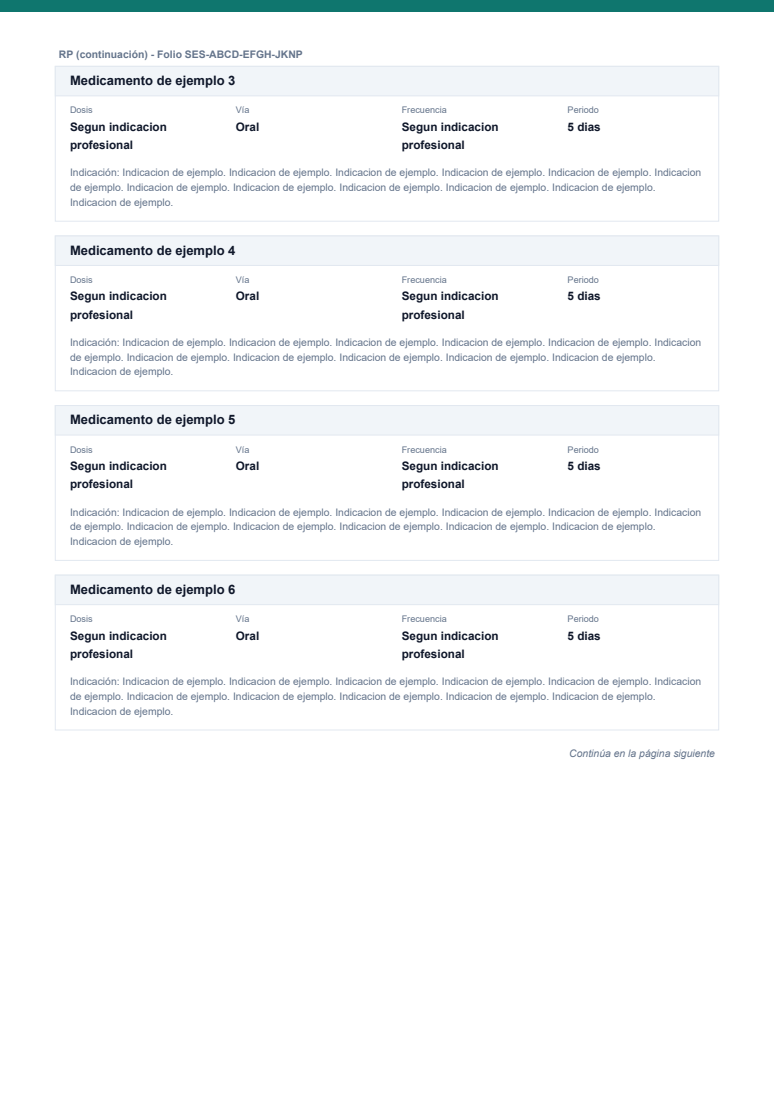 RP (continuación) - Folio SES-ABCD-EFGH-JKNP
Medicamento de ejemplo 3
Dosis Vía Frecuencia Periodo
Segun indicacion Oral Segun indicacion 5 dias
profesional profesional
Indicación: Indicacion de ejemplo. Indicacion de ejemplo. Indicacion de ejemplo. Indicacion de ejemplo. Indicacion de ejemplo. Indicacion
de ejemplo. Indicacion de ejemplo. Indicacion de ejemplo. Indicacion de ejemplo. Indicacion de ejemplo. Indicacion de ejemplo.
Indicacion de ejemplo.
Medicamento de ejemplo 4
Dosis Vía Frecuencia Periodo
Segun indicacion Oral Segun indicacion 5 dias
profesional profesional
Indicación: Indicacion de ejemplo. Indicacion de ejemplo. Indicacion de ejemplo. Indicacion de ejemplo. Indicacion de ejemplo. Indicacion
de ejemplo. Indicacion de ejemplo. Indicacion de ejemplo. Indicacion de ejemplo. Indicacion de ejemplo. Indicacion de ejemplo.
Indicacion de ejemplo.
Medicamento de ejemplo 5
Dosis Vía Frecuencia Periodo
Segun indicacion Oral Segun indicacion 5 dias
profesional profesional
Indicación: Indicacion de ejemplo. Indicacion de ejemplo. Indicacion de ejemplo. Indicacion de ejemplo. Indicacion de ejemplo. Indicacion
de ejemplo. Indicacion de ejemplo. Indicacion de ejemplo. Indicacion de ejemplo. Indicacion de ejemplo. Indicacion de ejemplo.
Indicacion de ejemplo.
Medicamento de ejemplo 6
Dosis Vía Frecuencia Periodo
Segun indicacion Oral Segun indicacion 5 dias
profesional profesional
Indicación: Indicacion de ejemplo. Indicacion de ejemplo. Indicacion de ejemplo. Indicacion de ejemplo. Indicacion de ejemplo. Indicacion
de ejemplo. Indicacion de ejemplo. Indicacion de ejemplo. Indicacion de ejemplo. Indicacion de ejemplo. Indicacion de ejemplo.
Indicacion de ejemplo.
Continúa en la página siguiente